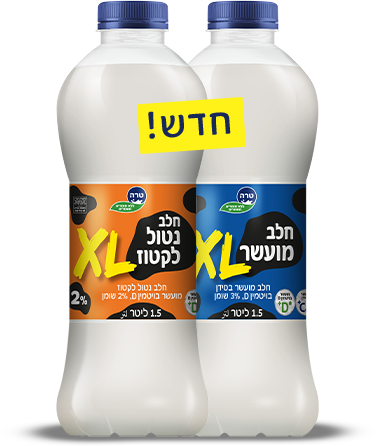 חדש!
טרה
חלב
נטול
לקטוז
XL
חלב נטול לקטוז
מועשר בויטמין D, 2% שומן
2%
D
1.5 ליטר
טרה
חלב
מועשר
XL
חלב מועשר בסידן
בויטמין D, 3% שומן
D
1.5 ליטר